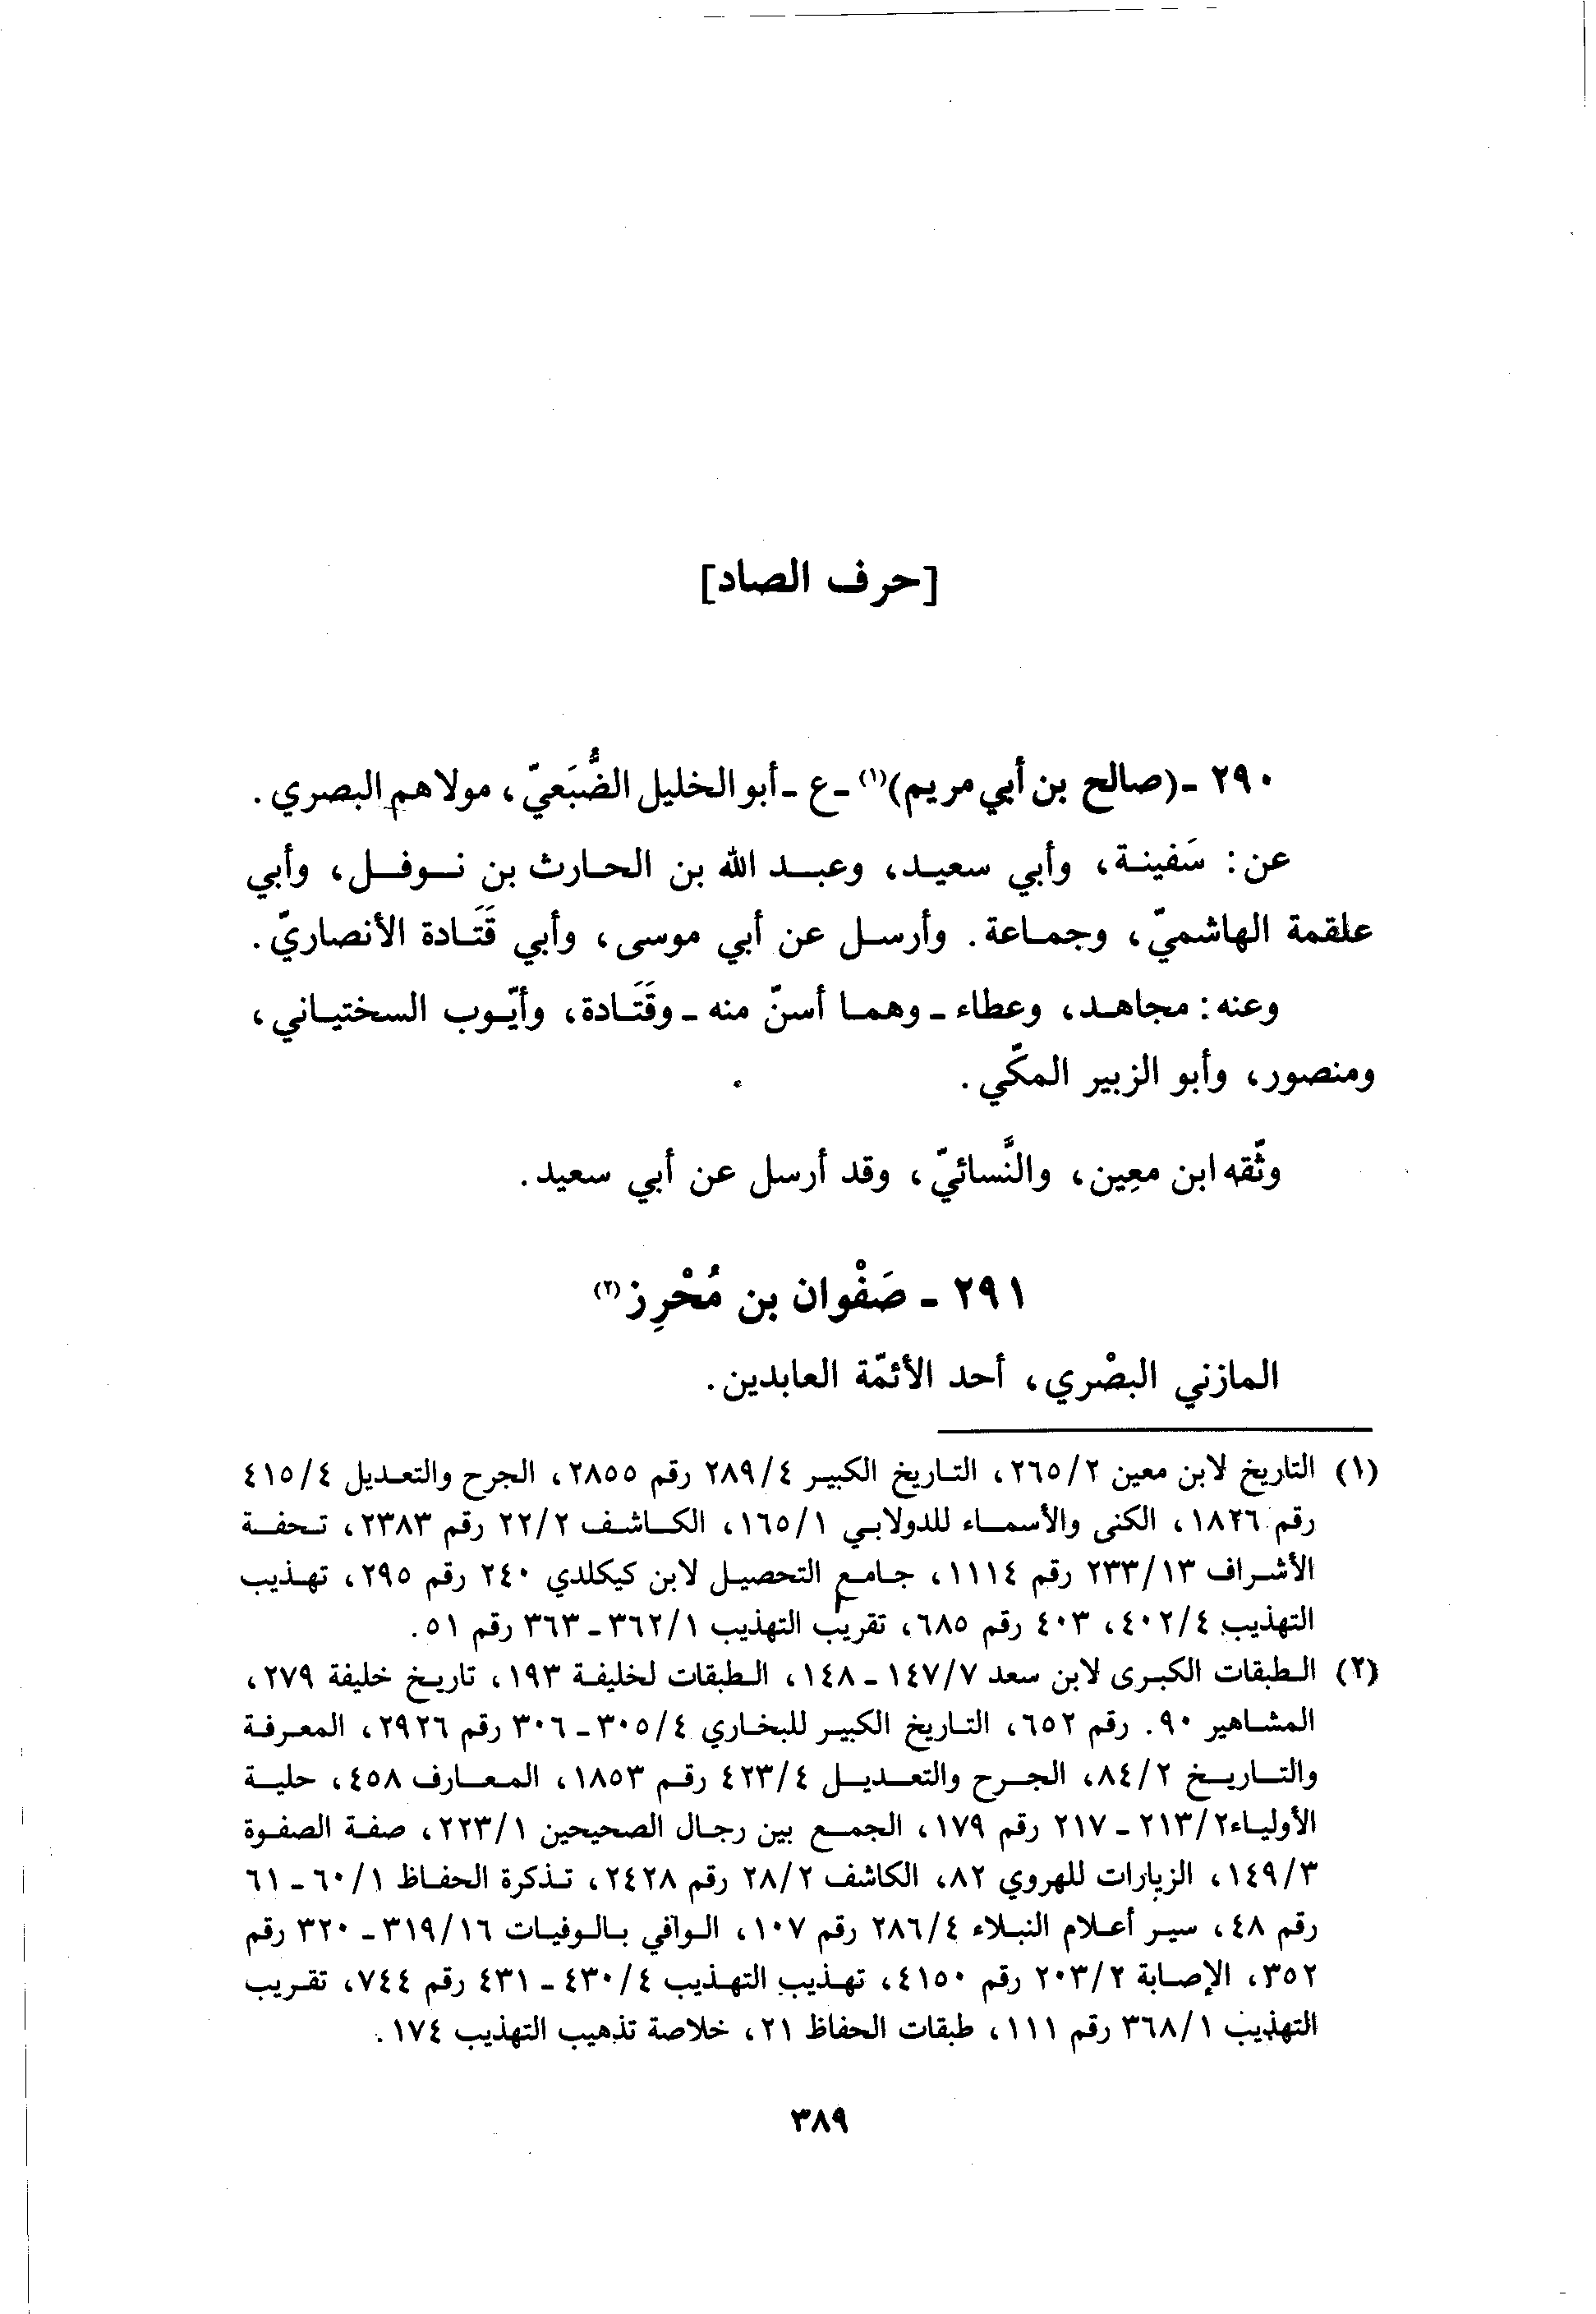 [حرف الصاد]
٢٩٠ - (صالح بن أبي مريم)(١) - ع - أبو الخليل الضُّبَعيّ، مولاهم البصري.
عن: سَفينة، وأبي سعيد، وعبد الله بن الحارث بن نوفل، وأبي
علقمة الهاشميّ، وجماعة. وأرسل عن أبي موسى، وأبي قَتَادة الأنصاريّ.
وعنه: مجاهد، وعطاء - وهما أسنّ منه - وقَتَادة، وأيّوب السختياني،
ومنصور، وأبو الزبير المكّي.
وثّقه ابن معِين، والنَّسائيّ، وقد أرسل عن أبي سعيد.
٢٩١ - صَفْوان بن مُحْرِز(٢)
المازني البصْري، أحد الأئمّة العابدين.
(١) التاريخ لابن معين ٢/٢٦٥، التاريخ الكبير ٤/٢٨٩ رقم ٢٨٥٥، الجرح والتعديل ٤/٤١٥
رقم ١٨٢٦، الكنى والأسماء للدولابي ١/١٦٥، الكاشف ٢/٢٢ رقم ٢٣٨٣، تحفة
الأشراف ١٣/٢٣٣ رقم ١١١٤، جامع التحصيل لابن كيكلدي ٢٤٠ رقم ٢٩٥، تهذيب
التهذيب ٤/٤٠٢، ٤٠٣ رقم ٦٨٥، تقريب التهذيب ١/٣٦٢ - ٣٦٣ رقم ٥١.
(٢) الطبقات الكبرى لابن سعد ٧/١٤٧ - ١٤٨، الطبقات لخليفة ١٩٣، تاريخ خليفة ٢٧٩،
المشاهير ٩٠. رقم ٦٥٢، التاريخ الكبير للبخاري ٤/٣٠٥ - ٣٠٦ رقم ٢٩٢٦، المعرفة
والتاريخ ٢/٨٤، الجرح والتعديل ٤/٤٢٣ رقم ١٨٥٣، المعارف ٤٥٨، حلية
الأولياء ٢/٢١٣ - ٢١٧ رقم ١٧٩، الجمع بين رجال الصحيحين ١/٢٢٣، صفة الصفوة
٣/١٤٩، الزيارات للهروي ٨٢، الكاشف ٢/٢٨ رقم ٢٤٢٨، تذكرة الحفاظ ١/٦٠ - ٦١
رقم ٤٨، سير أعلام النبلاء ٤/٢٨٦ رقم ١٠٧، الوافي بالوفيات ١٦/٣١٩ - ٣٢٠ رقم
٣٥٢، الإصابة ٢/٢٠٣ رقم ٤١٥٠، تهذيب التهذيب ٤/٤٣٠ - ٤٣١ رقم ٧٤٤، تقريب
التهذيب ١/٣٦٨ رقم ١١١، طبقات الحفاظ ٢١، خلاصة تذهيب التهذيب ١٧٤.
٣٨٩